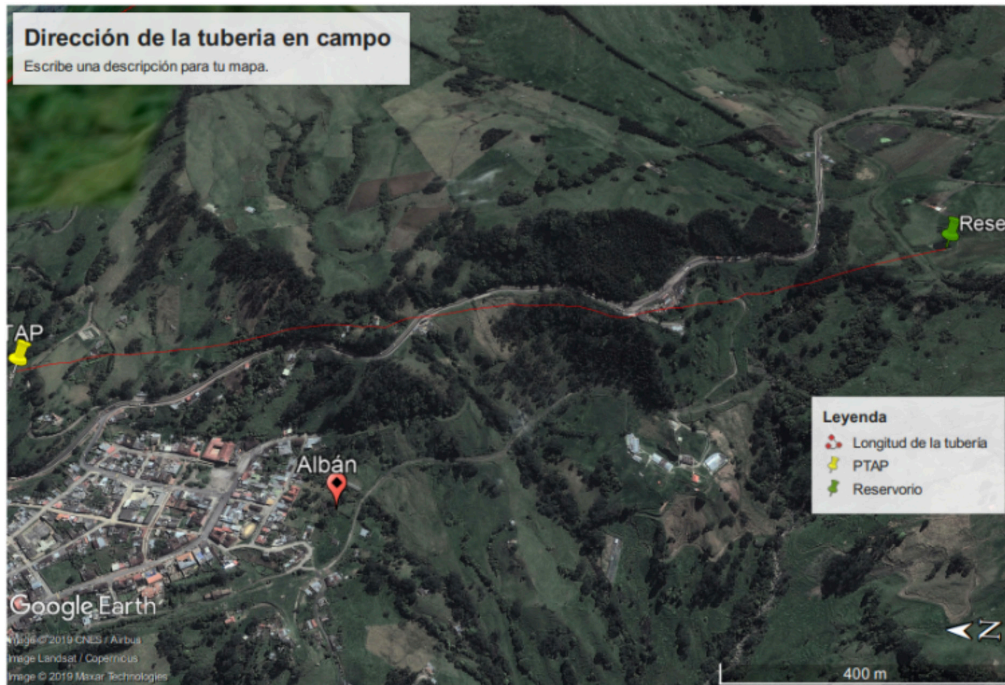 Dirección de la tuberia en campo
Escribe una descripción para tu mapa.
Rese
TAP
Leyenda
Longitud de la tubería
PTAP
Reservorio
Albán
Google Earth
Image © 2019 CNES / Airbus
Image Landsat / Copernicus
Image © 2019 Maxar Technologies
N
400 m